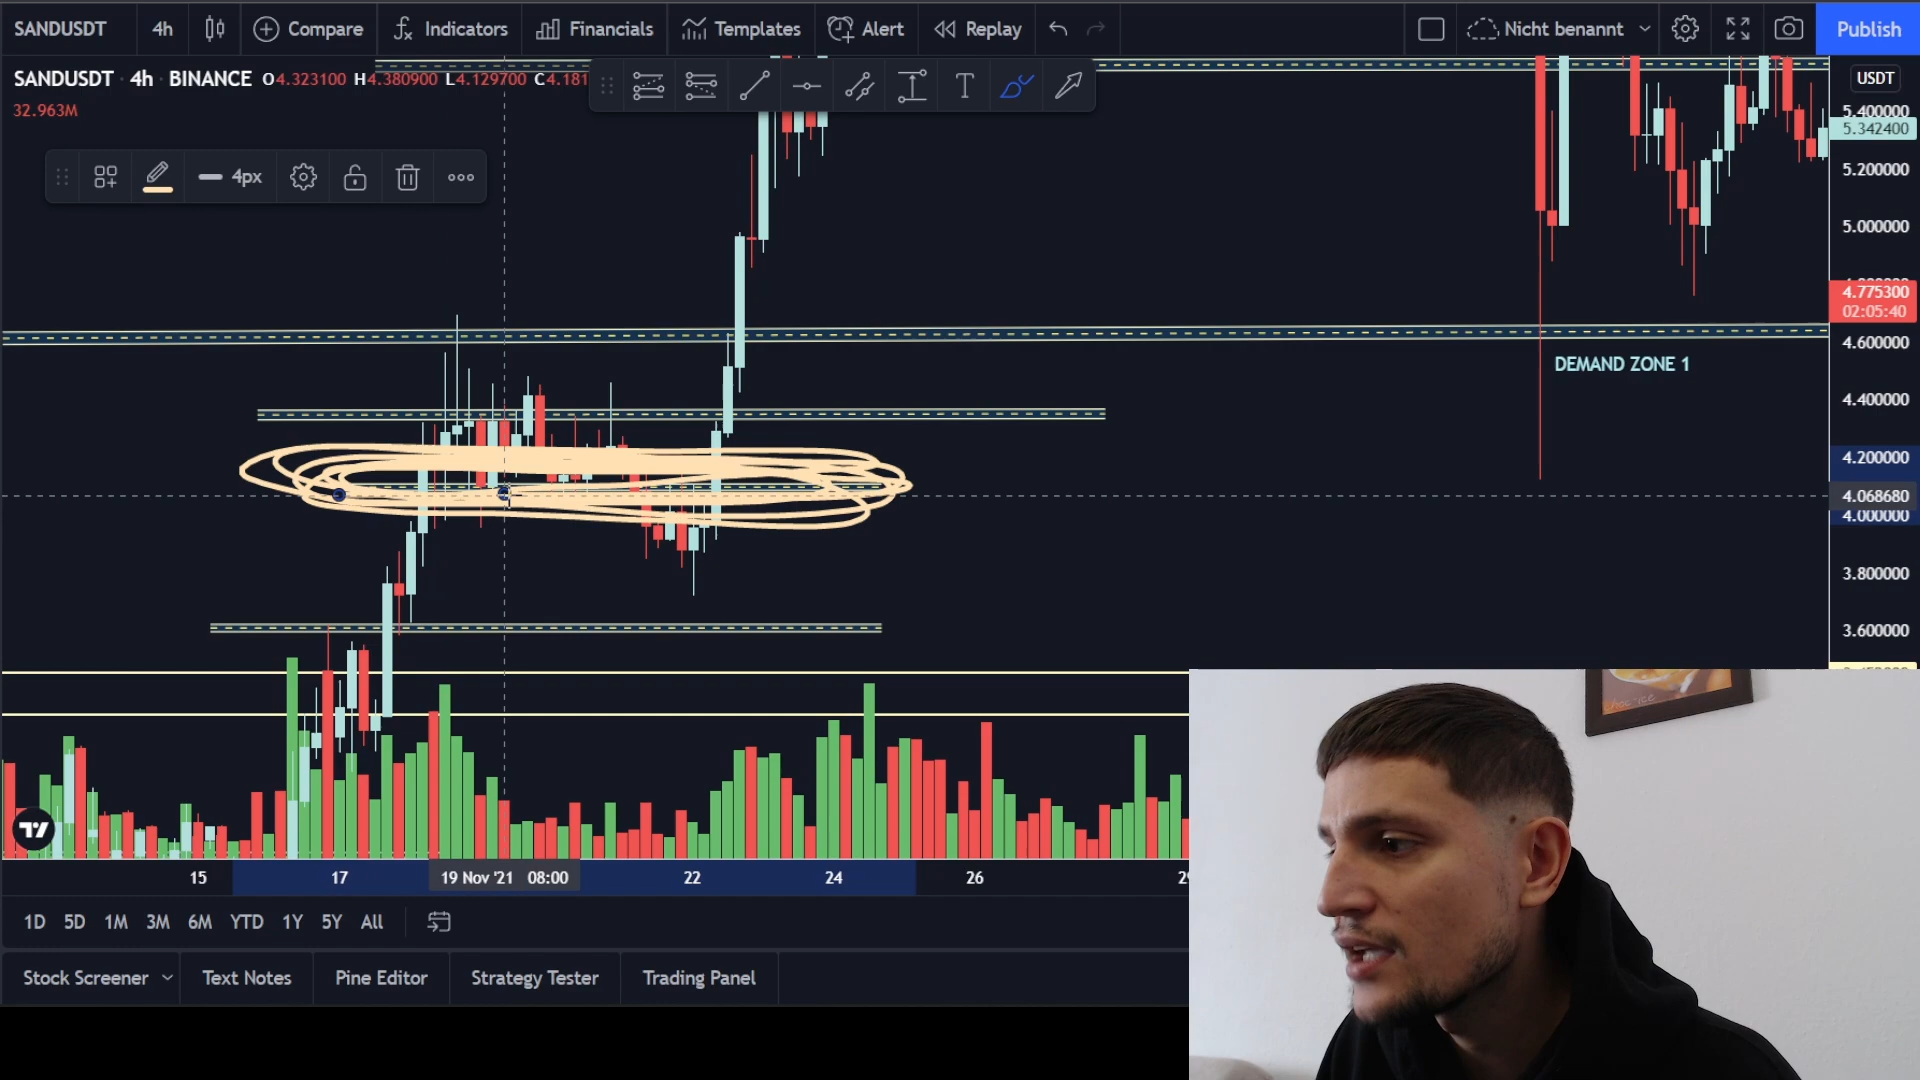 SANDUSDT 4h Compare Indicators Financials Templates Alert Replay Nicht benannt Publish
SANDUSDT · 4h · BINANCE O4.323100 H4.380900 L4.129700 C4.181
32.963M
T
4px
USDT
5.400000
5.342400
5.200000
5.000000
4.775300
02:05:40
4.600000
DEMAND ZONE 1
4.400000
4.200000
4.068680
4.000000
3.800000
3.600000
15 17 19 Nov '21 08:00 22 24 26
1D 5D 1M 3M 6M YTD 1Y 5Y All
Stock Screener Text Notes Pine Editor Strategy Tester Trading Panel